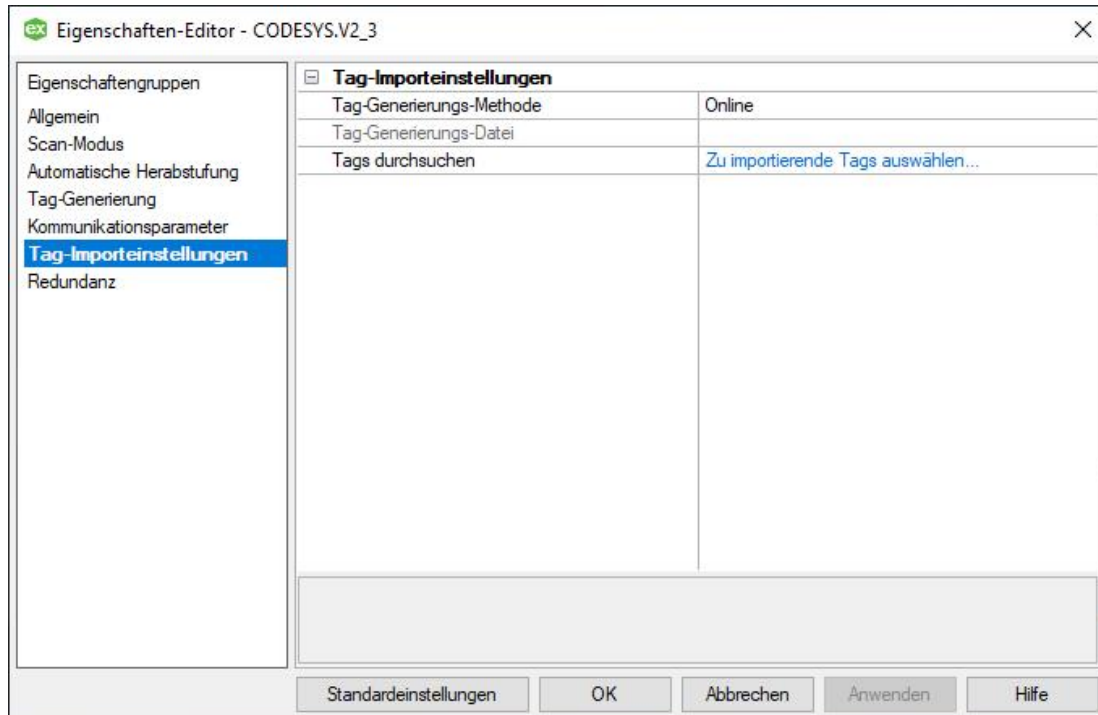 ex Eigenschaften-Editor - CODESYS.V2_3
Eigenschaftengruppen
Allgemein
Scan-Modus
Automatische Herabstufung
Tag-Generierung
Kommunikationsparameter
Tag-Importeinstellungen
Redundanz
Tag-Importeinstellungen
Tag-Generierungs-Methode Online
Tag-Generierungs-Datei
Tags durchsuchen Zu importierende Tags auswählen...
Standardeinstellungen OK Abbrechen Anwenden Hilfe